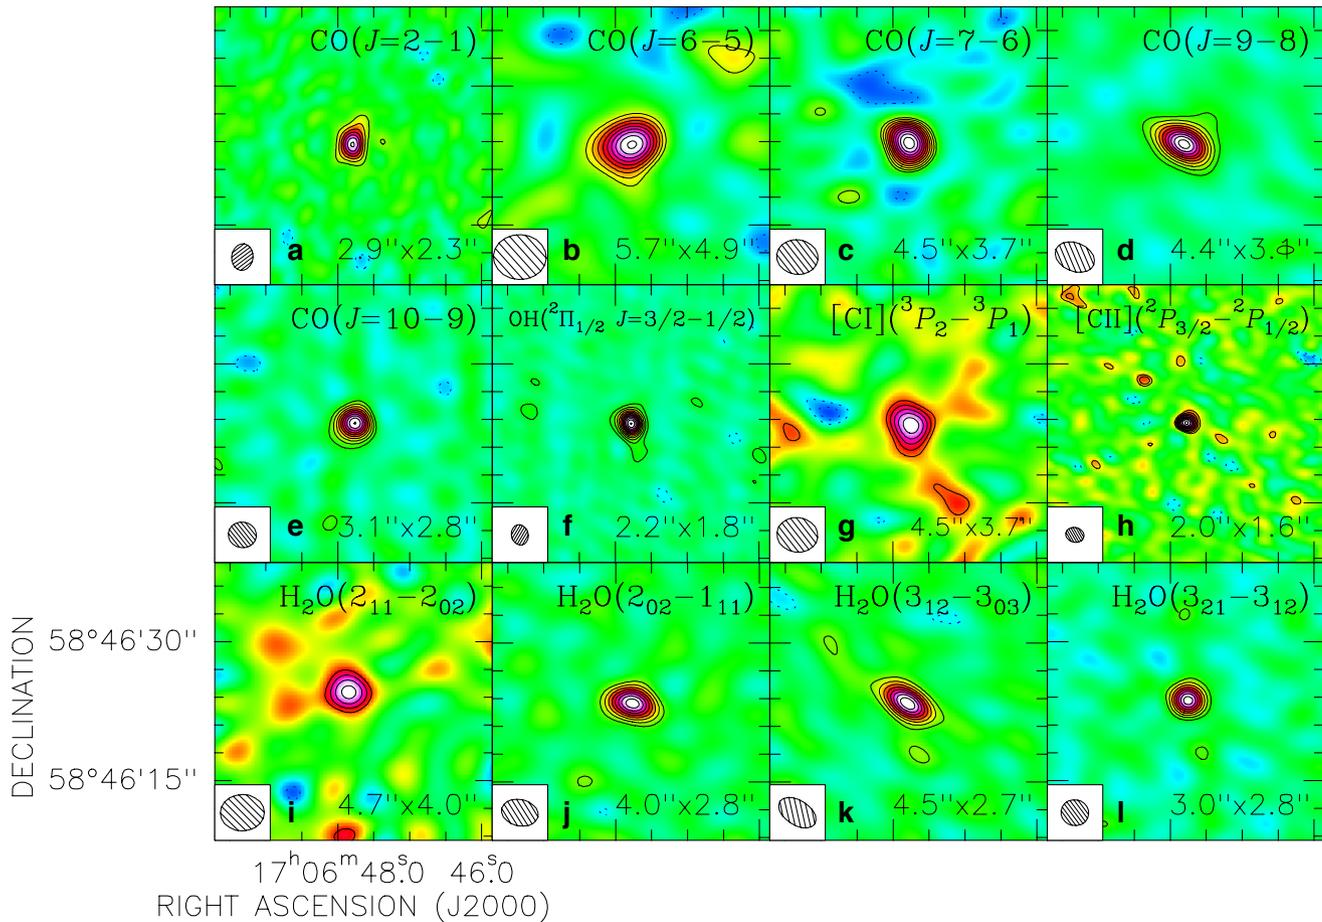 CO(J=2−1)
a 2.9''x2.3''
CO(J=6−5)
b 5.7''x4.9''
CO(J=7−6)
c 4.5''x3.7''
CO(J=9−8)
d 4.4''x3.4''
CO(J=10−9)
e 3.1''x2.8''
OH(²Π₁/₂ J=3/2−1/2)
f 2.2''x1.8''
[CI](³P₂−³P₁)
g 4.5''x3.7''
[CII](²P₃/₂−²P₁/₂)
h 2.0''x1.6''
H₂O(2₁₁−2₀₂)
i 4.7''x4.0''
H₂O(2₀₂−1₁₁)
j 4.0''x2.8''
H₂O(3₁₂−3₀₃)
k 4.5''x2.7''
H₂O(3₂₁−3₁₂)
l 3.0''x2.8''
DECLINATION
58°46'30''
58°46'15''
17ʰ06ᵐ48ˢ.0 46ˢ.0
RIGHT ASCENSION (J2000)